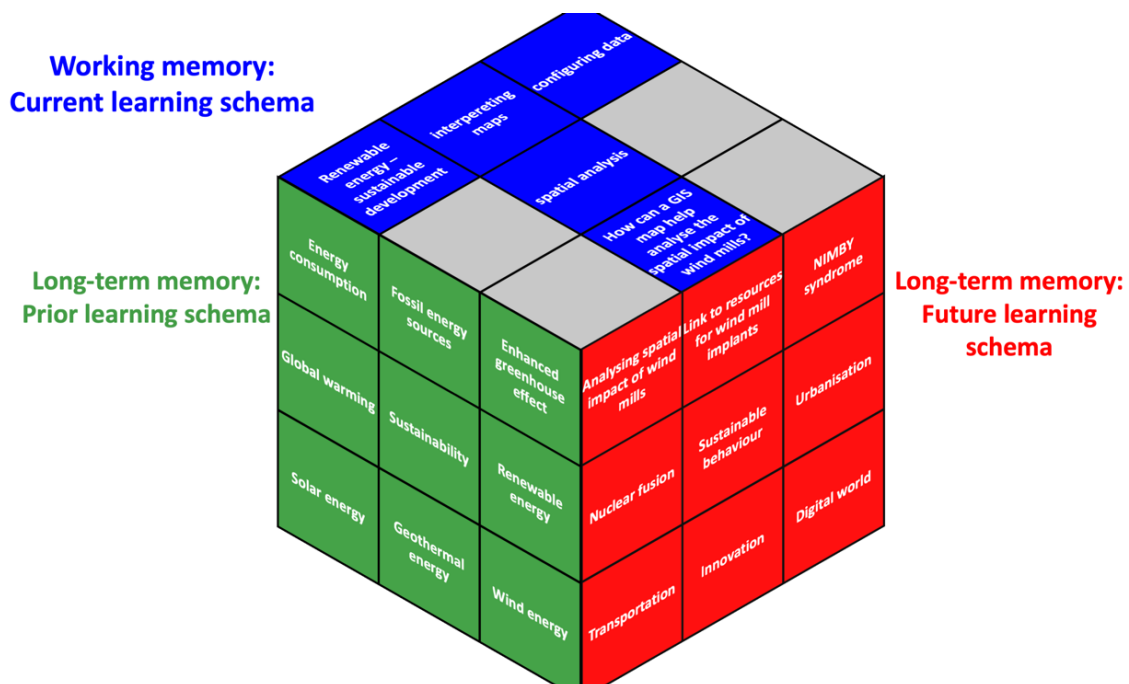 Working memory:
Current learning schema
configuring data
interpereting
maps
Renewable
energy –
sustainable
development
spatial analysis
How can a GIS
map help
analyse the
spatial impact of
wind mills?
Long-term memory:
Prior learning schema
Energy
consumption
Fossil energy
sources
Enhanced
greenhouse
effect
Global warming
Sustainability
Renewable
energy
Solar energy
Geothermal
energy
Wind energy
Analysing spatial
impact of wind
mills
Link to resources
for wind mill
implants
NIMBY
syndrome
Nuclear fusion
Sustainable
behaviour
Urbanisation
Transportation
Innovation
Digital world
Long-term memory:
Future learning
schema